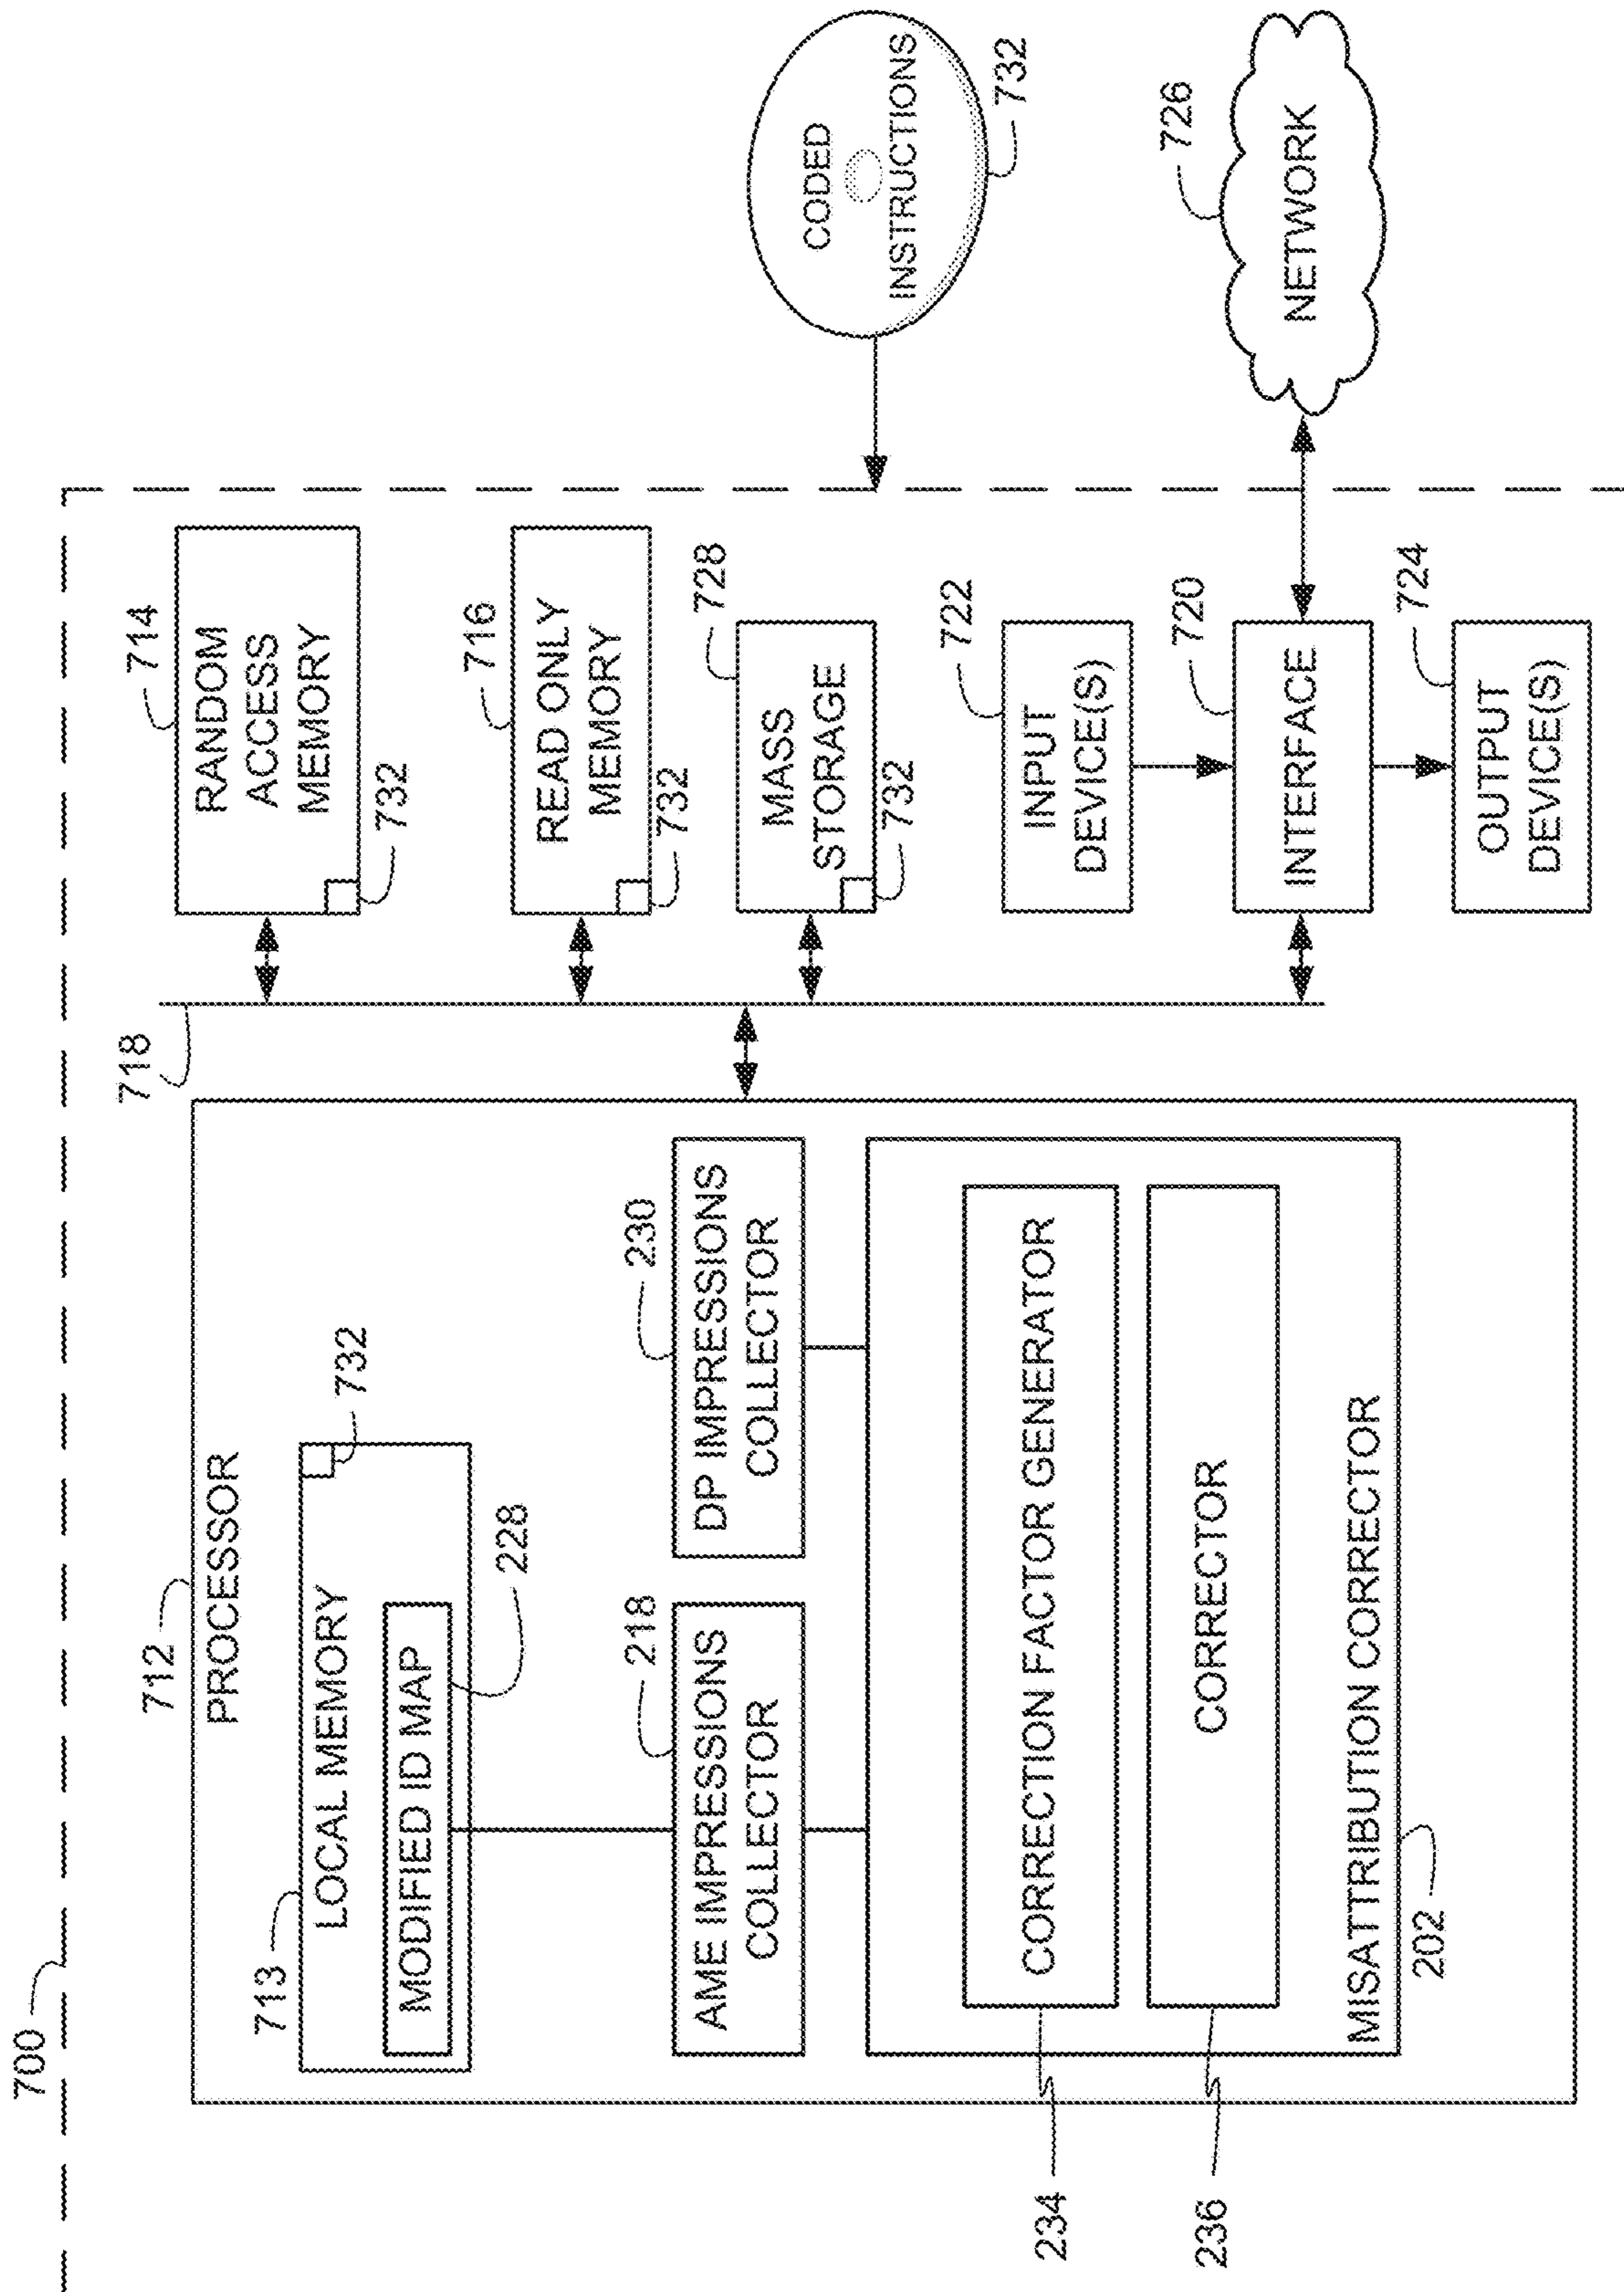 700
712
PROCESSOR
713
LOCAL MEMORY
732
MODIFIED ID MAP
228
218
AME IMPRESSIONS
COLLECTOR
230
DP IMPRESSIONS
COLLECTOR
234
CORRECTION FACTOR GENERATOR
236
CORRECTOR
MISATTRIBUTION CORRECTOR
202
718
714
RANDOM
ACCESS
MEMORY
732
716
READ ONLY
MEMORY
732
728
MASS
STORAGE
732
722
INPUT
DEVICE(S)
720
INTERFACE
724
OUTPUT
DEVICE(S)
CODED
INSTRUCTIONS
732
726
NETWORK